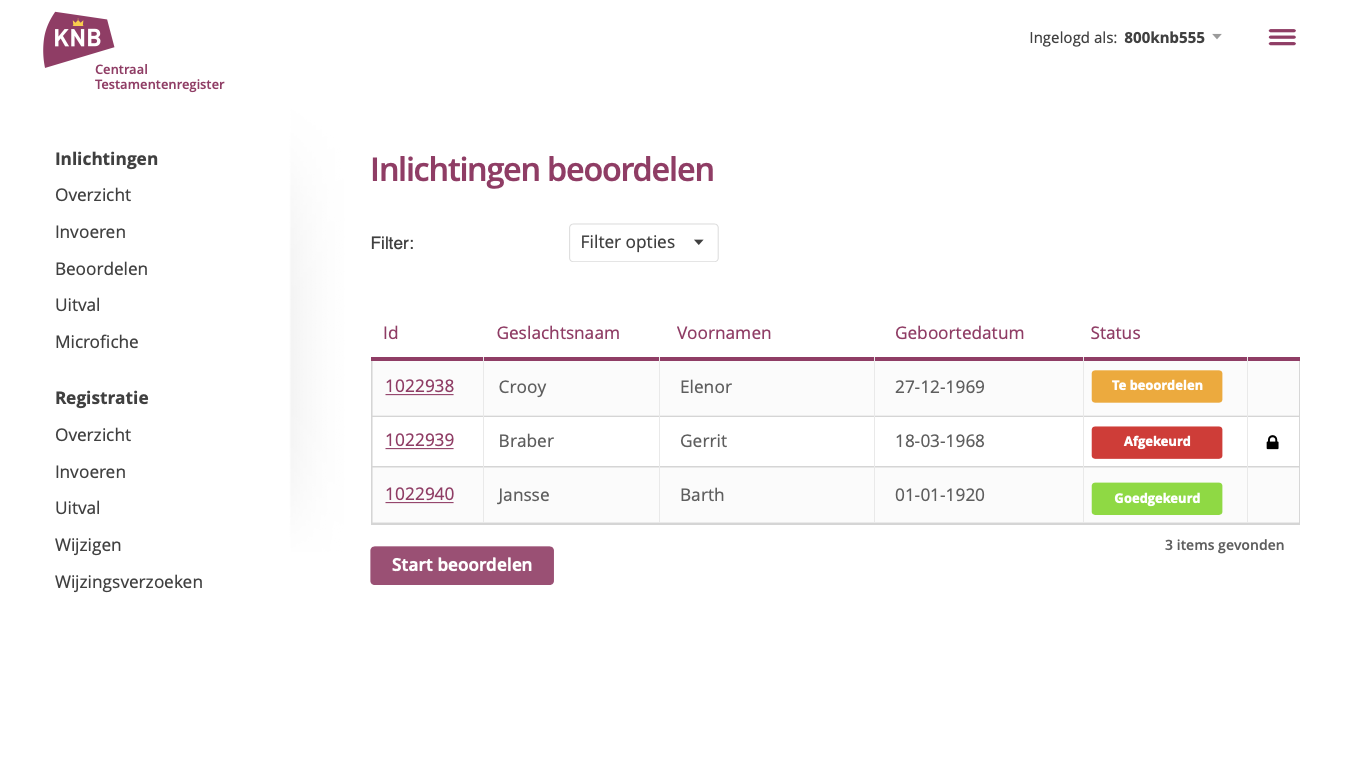 KNB
Centraal
Testamentenregister
Ingelogd als: 800knb555
Inlichtingen
Overzicht
Invoeren
Beoordelen
Uitval
Microfiche
Registratie
Overzicht
Invoeren
Uitval
Wijzigen
Wijzingsverzoeken
Inlichtingen beoordelen
Filter: Filter opties
Id Geslachtsnaam Voornamen Geboortedatum Status
1022938 Crooy Elenor 27-12-1969 Te beoordelen
1022939 Braber Gerrit 18-03-1968 Afgekeurd
1022940 Jansse Barth 01-01-1920 Goedgekeurd
3 items gevonden
Start beoordelen